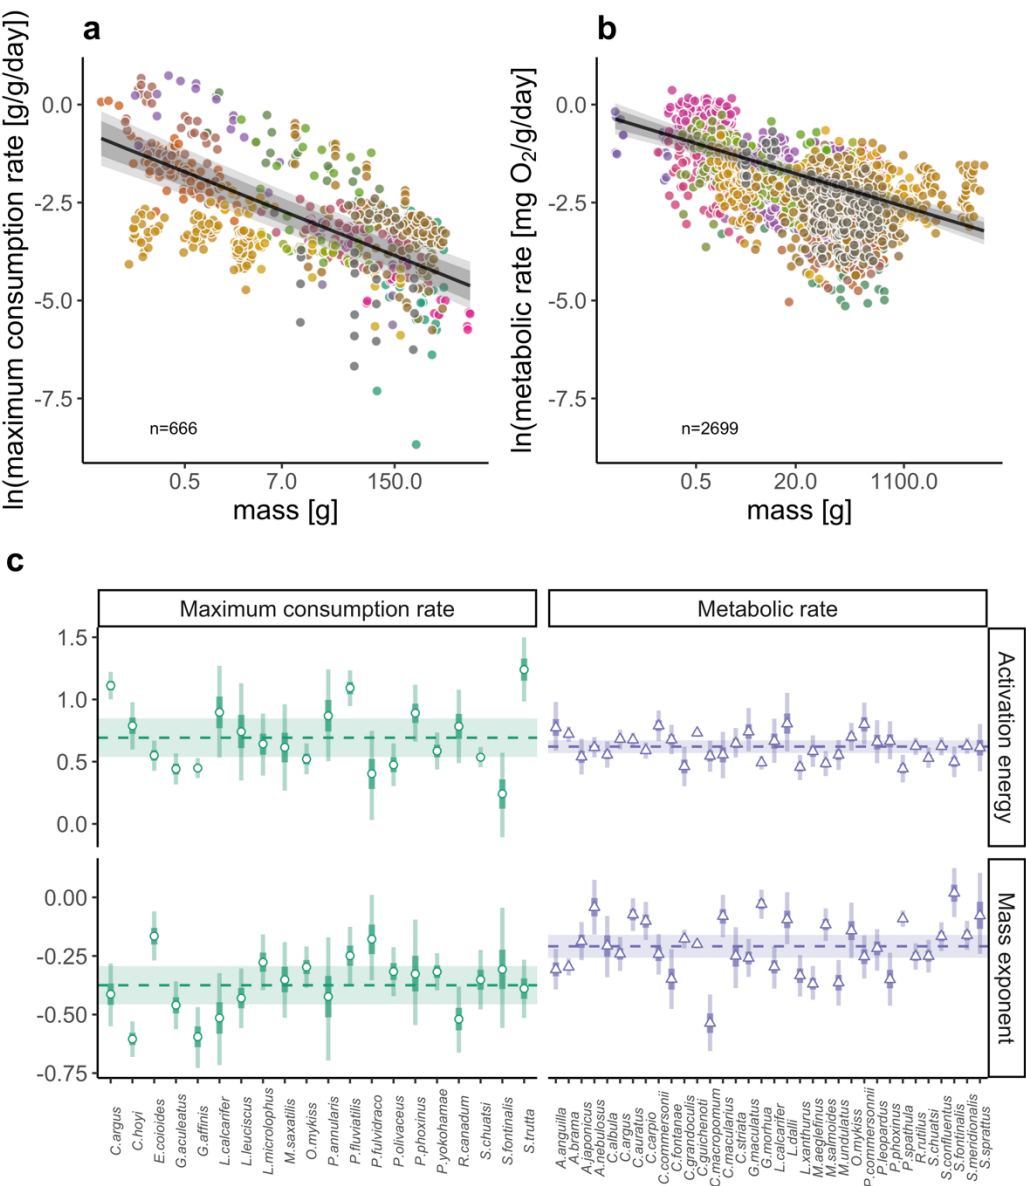 a
ln(maximum consumption rate [g/g/day])
0.0
-2.5
-5.0
-7.5
n=666
0.5
7.0
150.0
mass [g]
b
ln(metabolic rate [mg O₂/g/day])
0.0
-2.5
-5.0
-7.5
n=2699
0.5
20.0
1100.0
mass [g]
c
Maximum consumption rate
Metabolic rate
1.5
1.0
0.5
0.0
Activation energy
0.00
-0.25
-0.50
-0.75
Mass exponent
C.argus
C.hoyi
E.coioides
G.aculeatus
G.affinis
L.calcarifer
L.leuciscus
L.microlophus
M.saxatilis
O.mykiss
P.annularis
P.fluviatilis
P.fulvidraco
P.olivaceus
P.phoxinus
P.yokohamae
R.canadum
S.chuatsi
S.fontinalis
S.trutta
A.anguilla
A.brama
A.japonicus
A.nebulosus
C.albula
C.argus
C.auratus
C.carpio
C.commersonii
C.fontanae
C.grandoculis
C.guichenoti
C.macropomum
C.macularius
C.striata
G.maculatus
G.morhua
L.calcarifer
L.dalli
L.xanthurus
M.aeglefinus
M.salmoides
M.undulatus
O.mykiss
P.commersonnii
P.leopardus
P.phoxinus
P.spathula
R.rutilus
S.chuatsi
S.confluentus
S.fontinalis
S.meridionalis
S.sprattus